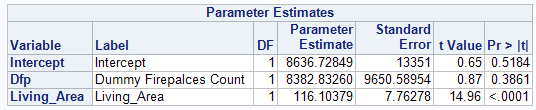 Parameter Estimates
Variable Label DF Parameter Estimate Standard Error t Value Pr > |t|
Intercept Intercept 1 8636.72849 13351 0.65 0.5184
Dfp Dummy Firepalces Count 1 8382.83260 9650.58954 0.87 0.3861
Living_Area Living_Area 1 116.10379 7.76278 14.96 <.0001